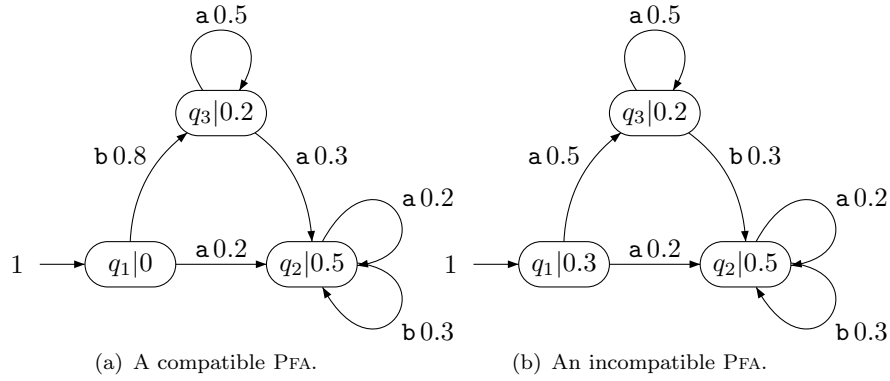 a 0.5
a 0.5
q3|0.2
q3|0.2
b 0.8
a 0.3
a 0.5
b 0.3
a 0.2
a 0.2
1
q1|0
a 0.2
q2|0.5
1
q1|0.3
a 0.2
q2|0.5
b 0.3
b 0.3
(a) A compatible PFA.
(b) An incompatible PFA.